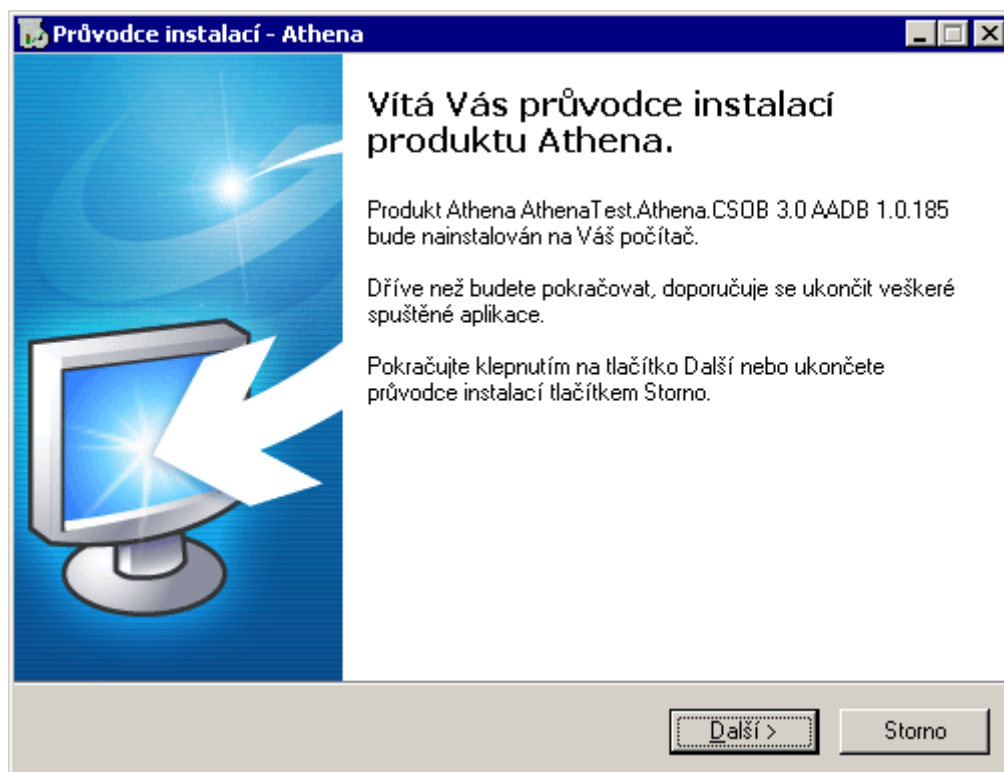 Průvodce instalací - Athena
Vítá Vás průvodce instalací
produktu Athena.
Produkt Athena AthenaTest.Athena.CSOB 3.0 AADB 1.0.185
bude nainstalován na Váš počítač.
Dříve než budete pokračovat, doporučuje se ukončit veškeré
spuštěné aplikace.
Pokračujte klepnutím na tlačítko Další nebo ukončete
průvodce instalací tlačítkem Storno.
Další >
Storno